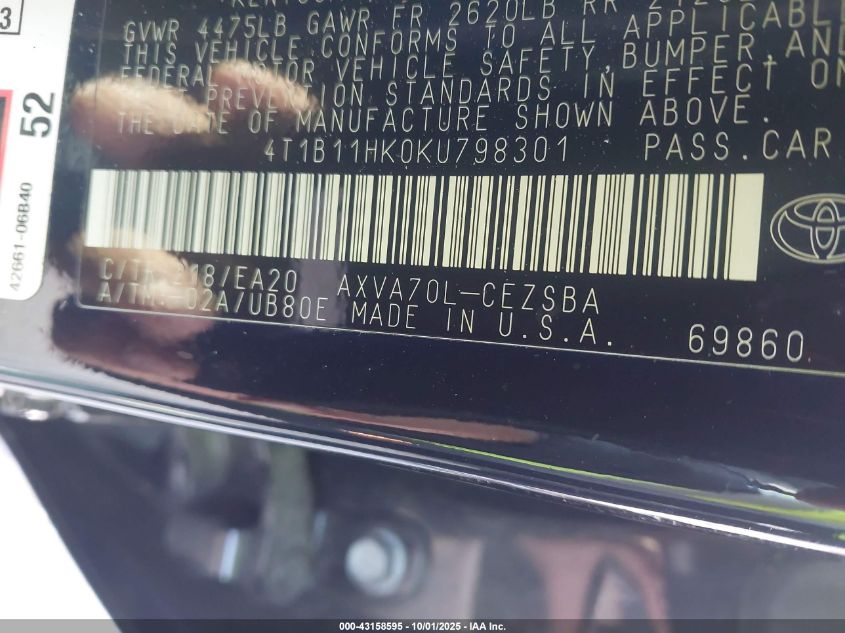 GVWR 4475LB GAWR FR 2620LB RR
THIS VEHICLE CONFORMS TO ALL APPLICABLE
FEDERAL MOTOR VEHICLE SAFETY, BUMPER, AND
THEFT PREVENTION STANDARDS IN EFFECT ON
THE DATE OF MANUFACTURE SHOWN ABOVE.
4T1B11HK0KU798301 PASS.CAR
/EA20 AXVA70L-CEZSBA
A/TM: -02A/UB80E MADE IN U.S.A. 69860
3
52
42661-06B40
000-43158595 - 10/01/2025 - IAA Inc.